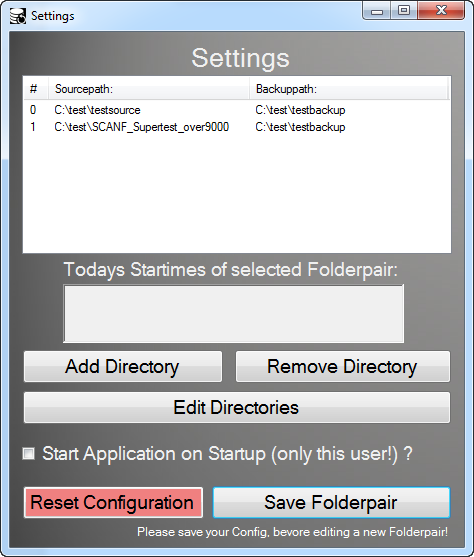 Settings
Settings
# Sourcepath: Backuppath:
0 C:\test\testsource C:\test\testbackup
1 C:\test\SCANF_Supertest_over9000 C:\test\testbackup
Todays Startimes of selected Folderpair:
Add Directory Remove Directory
Edit Directories
Start Application on Startup (only this user!) ?
Reset Configuration Save Folderpair
Please save your Config, bevore editing a new Folderpair!